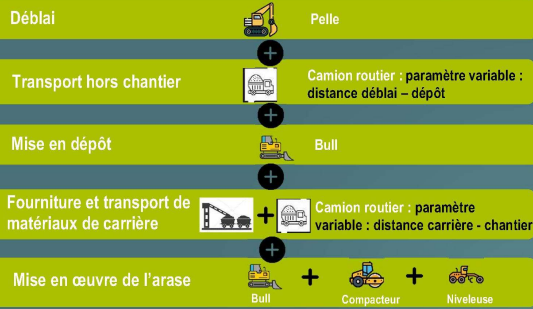 Déblai
Pelle
Transport hors chantier
Camion routier : paramètre variable :
distance déblai – dépôt
Mise en dépôt
Bull
Fourniture et transport de
matériaux de carrière
Camion routier : paramètre
variable : distance carrière - chantier
Mise en œuvre de l'arase
Bull
Compacteur
Niveleuse